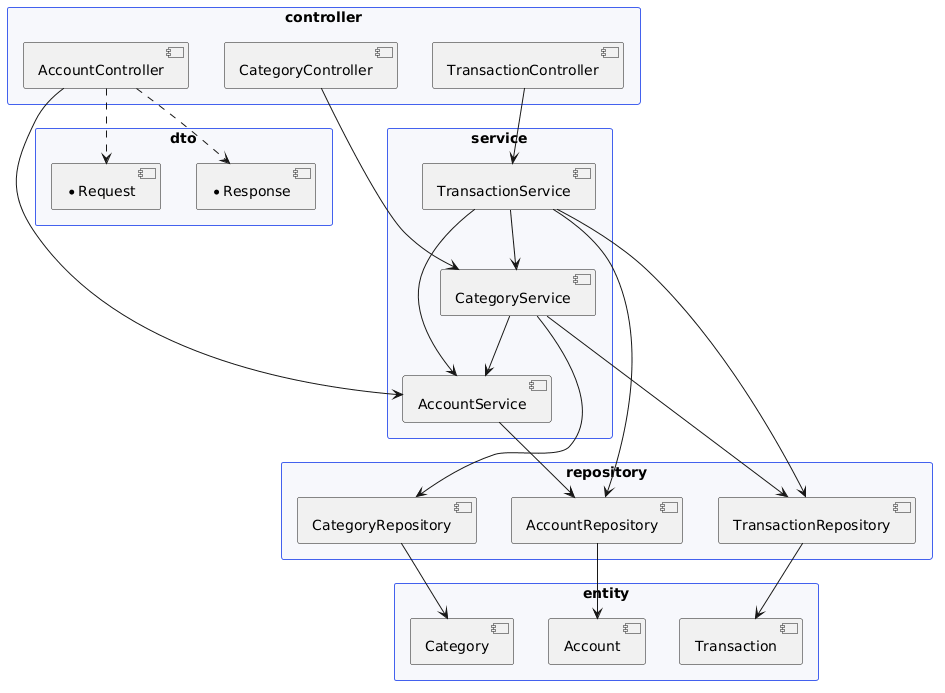 controller
AccountController
CategoryController
TransactionController
dto
• Request
• Response
service
TransactionService
CategoryService
AccountService
repository
CategoryRepository
AccountRepository
TransactionRepository
entity
Category
Account
Transaction